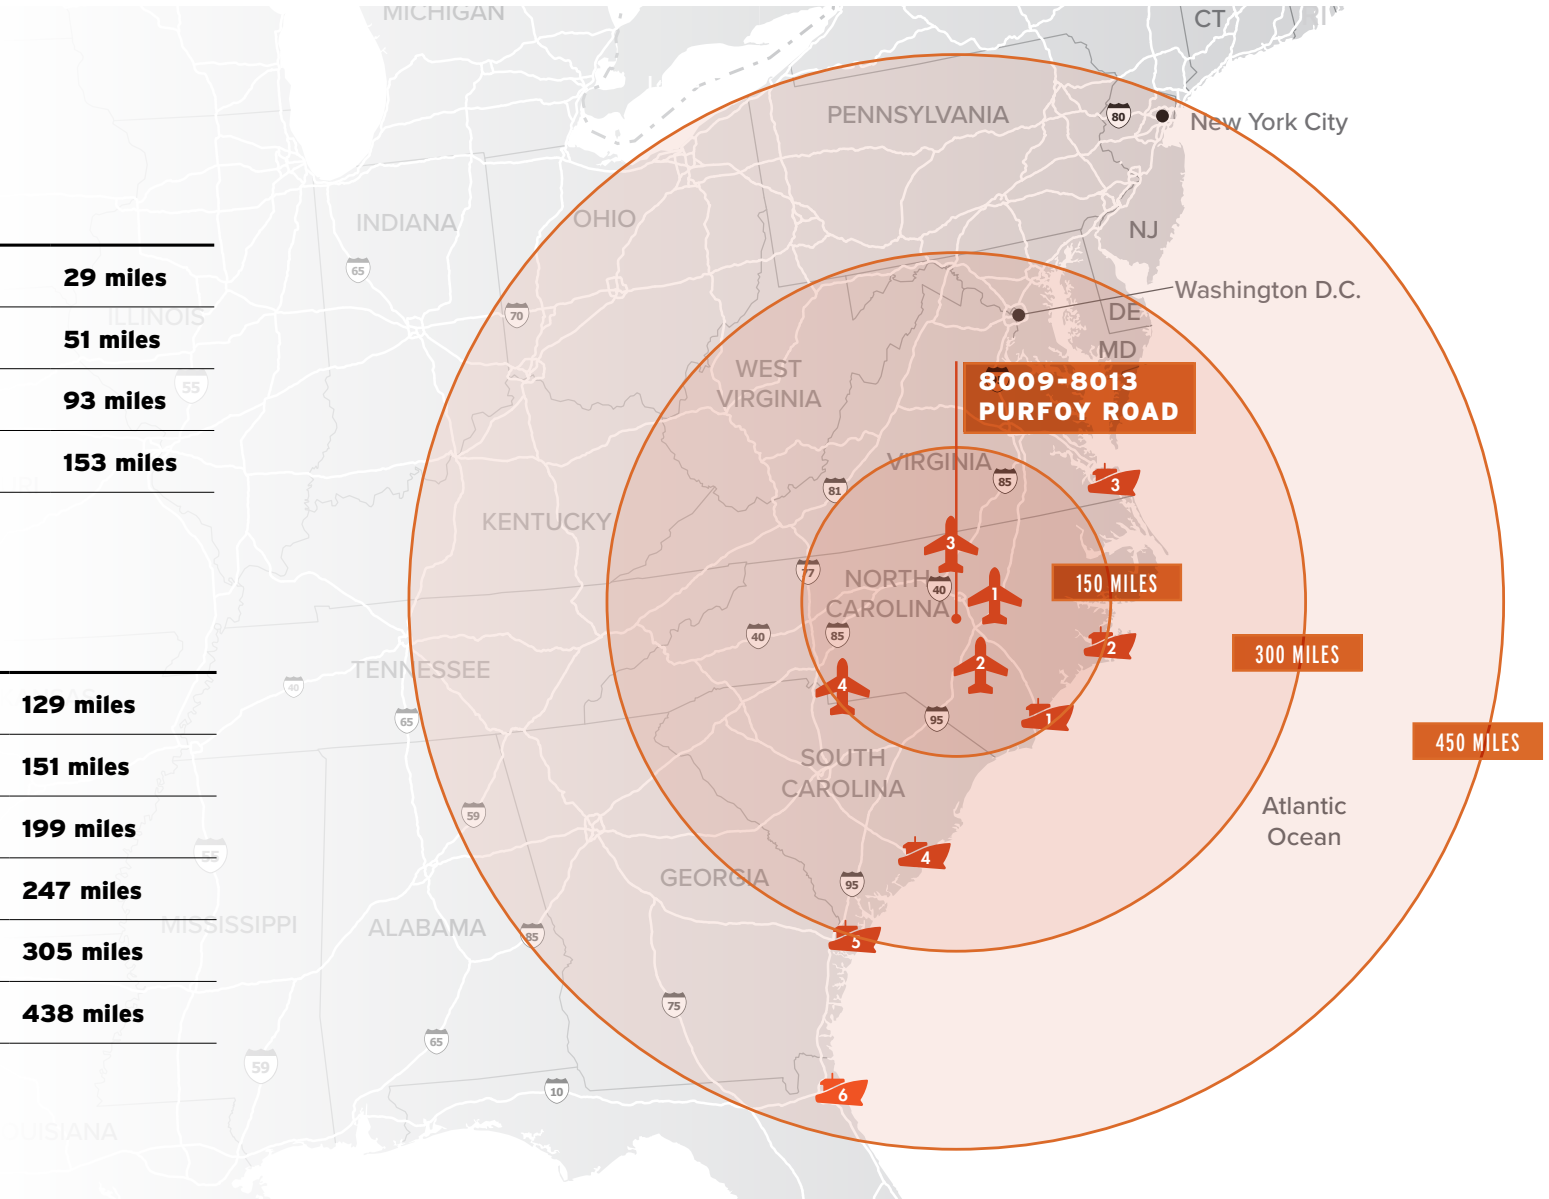 MICHIGAN
CT
RI
PENNSYLVANIA
80
New York City
INDIANA
OHIO
NJ
65
29 miles
ILLINOIS
70
Washington D.C.
DE
51 miles
MD
WEST
VIRGINIA
55
93 miles
8009-8013
PURFOY ROAD
153 miles
VIRGINIA
85
3
81
KENTUCKY
3
77
NORTH
CAROLINA
40
1
150 MILES
40
85
2
300 MILES
TENNESSEE
2
40
4
129 miles
65
95
1
450 MILES
151 miles
SOUTH
CAROLINA
59
Atlantic
Ocean
199 miles
55
4
GEORGIA
95
247 miles
MISSISSIPPI
ALABAMA
85
5
305 miles
75
438 miles
65
59
10
6
OUISIANA